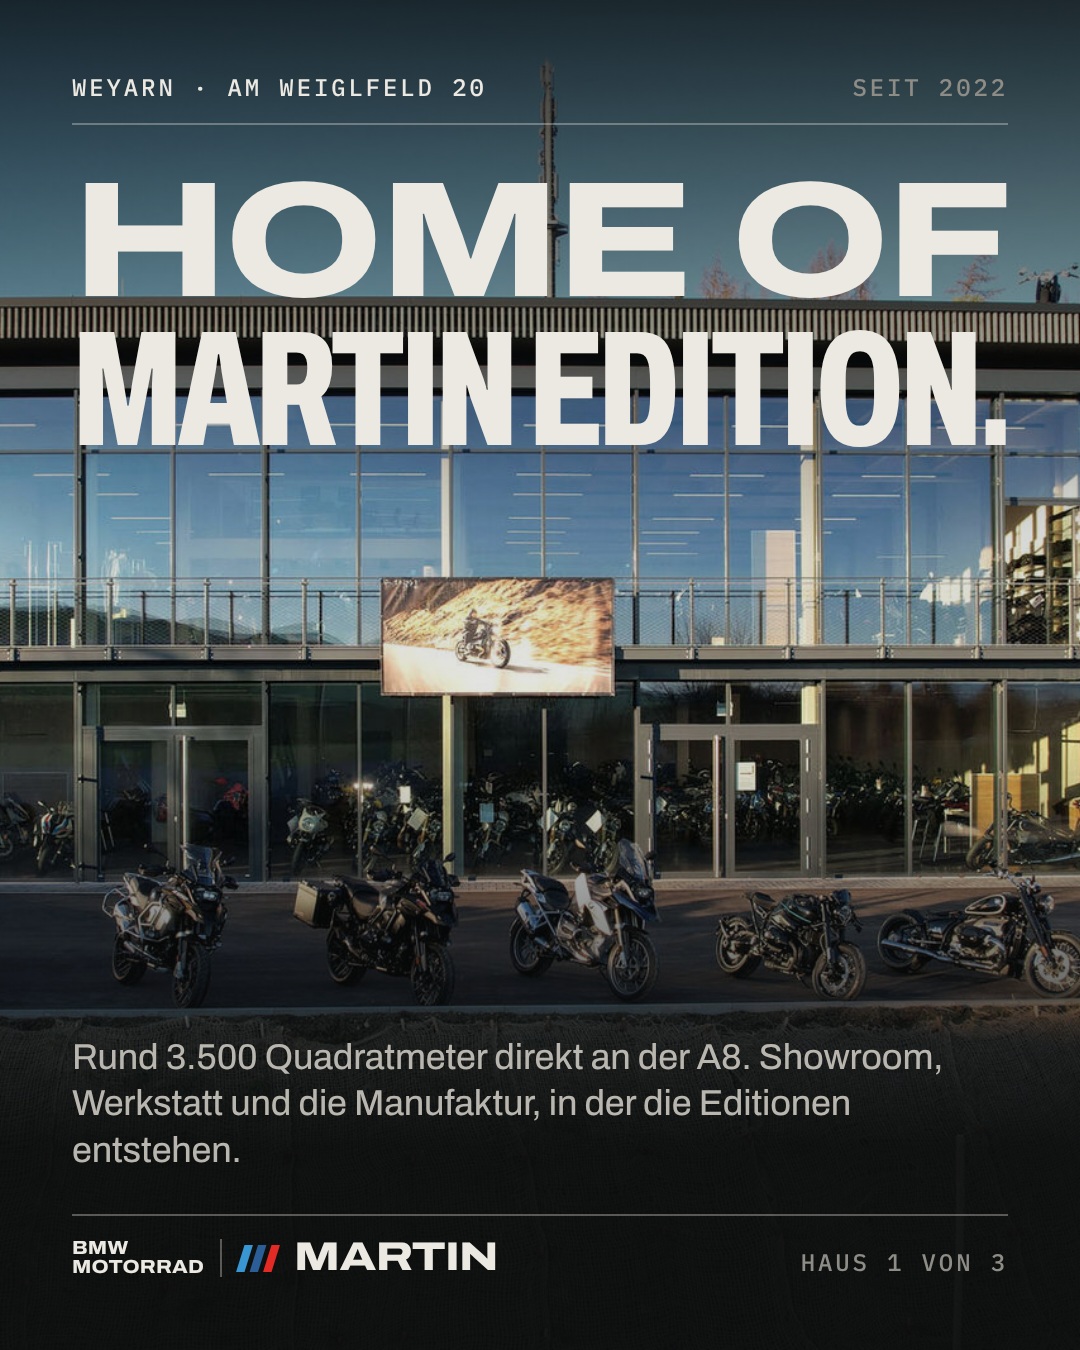 WEYARN · AM WEIGLFELD 20
SEIT 2022
HOME OF
MARTIN EDITION.
Rund 3.500 Quadratmeter direkt an der A8. Showroom,
Werkstatt und die Manufaktur, in der die Editionen
entstehen.
BMW
MOTORRAD
MARTIN
HAUS 1 VON 3